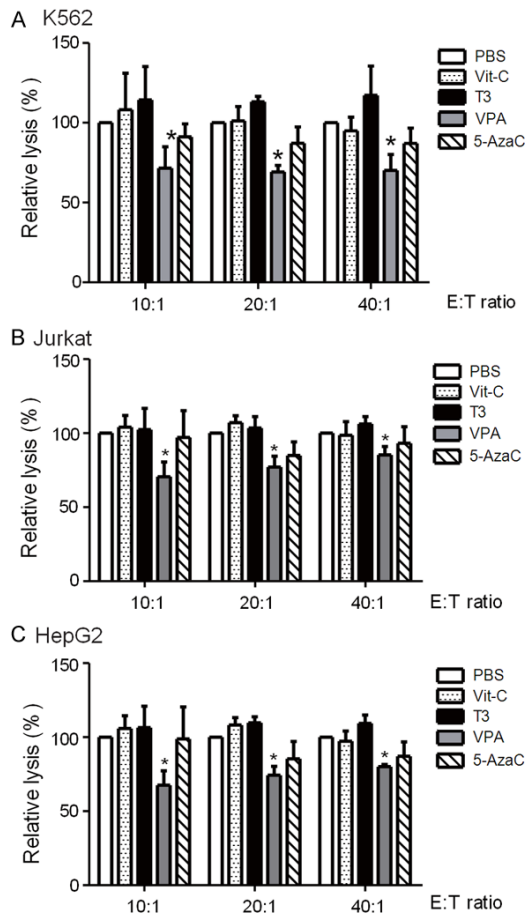 A K562
Relative lysis (%)
150
100
50
0
* * *
10:1 20:1 40:1 E:T ratio
PBS
Vit-C
T3
VPA
5-AzaC
B Jurkat
Relative lysis (%)
150
100
50
0
* * *
10:1 20:1 40:1 E:T ratio
PBS
Vit-C
T3
VPA
5-AzaC
C HepG2
Relative lysis (%)
150
100
50
0
* * *
10:1 20:1 40:1 E:T ratio
PBS
Vit-C
T3
VPA
5-AzaC